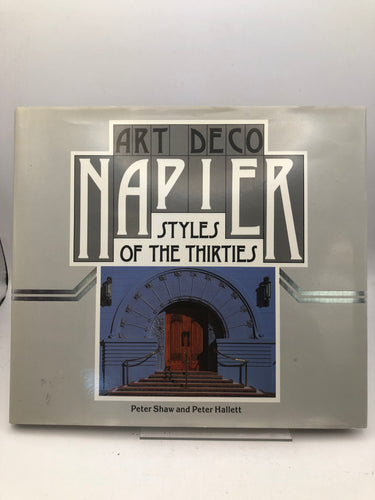 ART DECO
NAPIER
STYLES
OF THE THIRTIES
Peter Shaw and Peter Hallett